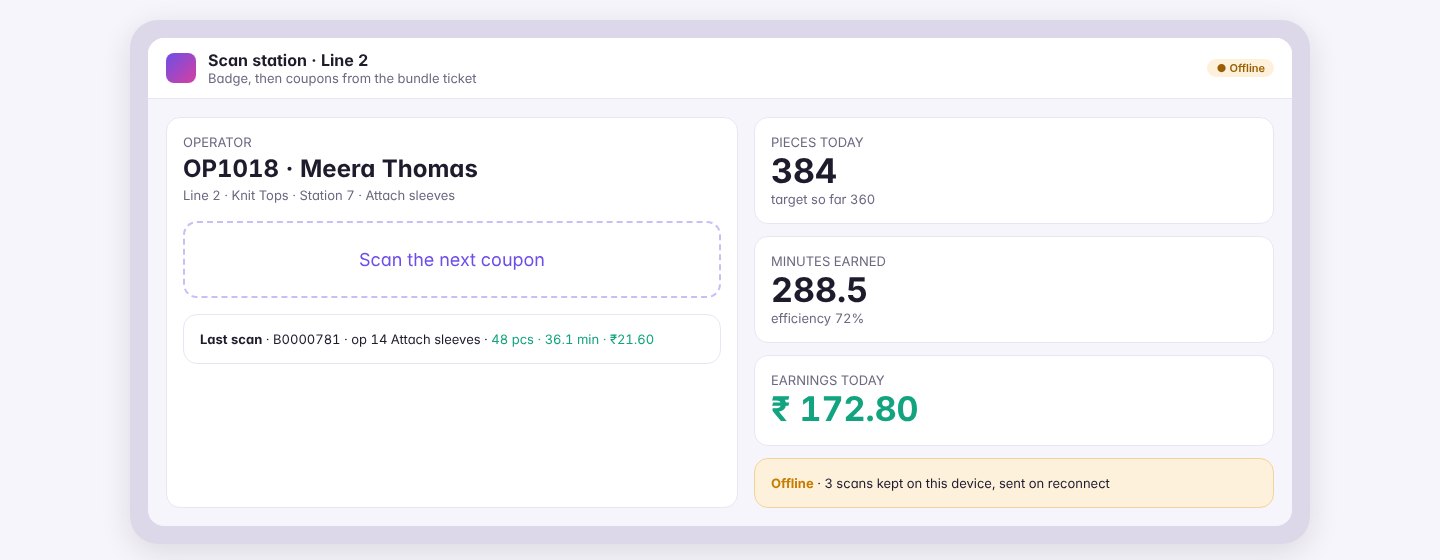 Scan station · Line 2
Badge, then coupons from the bundle ticket
● Offline
OPERATOR
OP1018 · Meera Thomas
Line 2 · Knit Tops · Station 7 · Attach sleeves
Scan the next coupon
Last scan · B0000781 · op 14 Attach sleeves · 48 pcs · 36.1 min · ₹21.60
PIECES TODAY
384
target so far 360
MINUTES EARNED
288.5
efficiency 72%
EARNINGS TODAY
₹ 172.80
Offline · 3 scans kept on this device, sent on reconnect